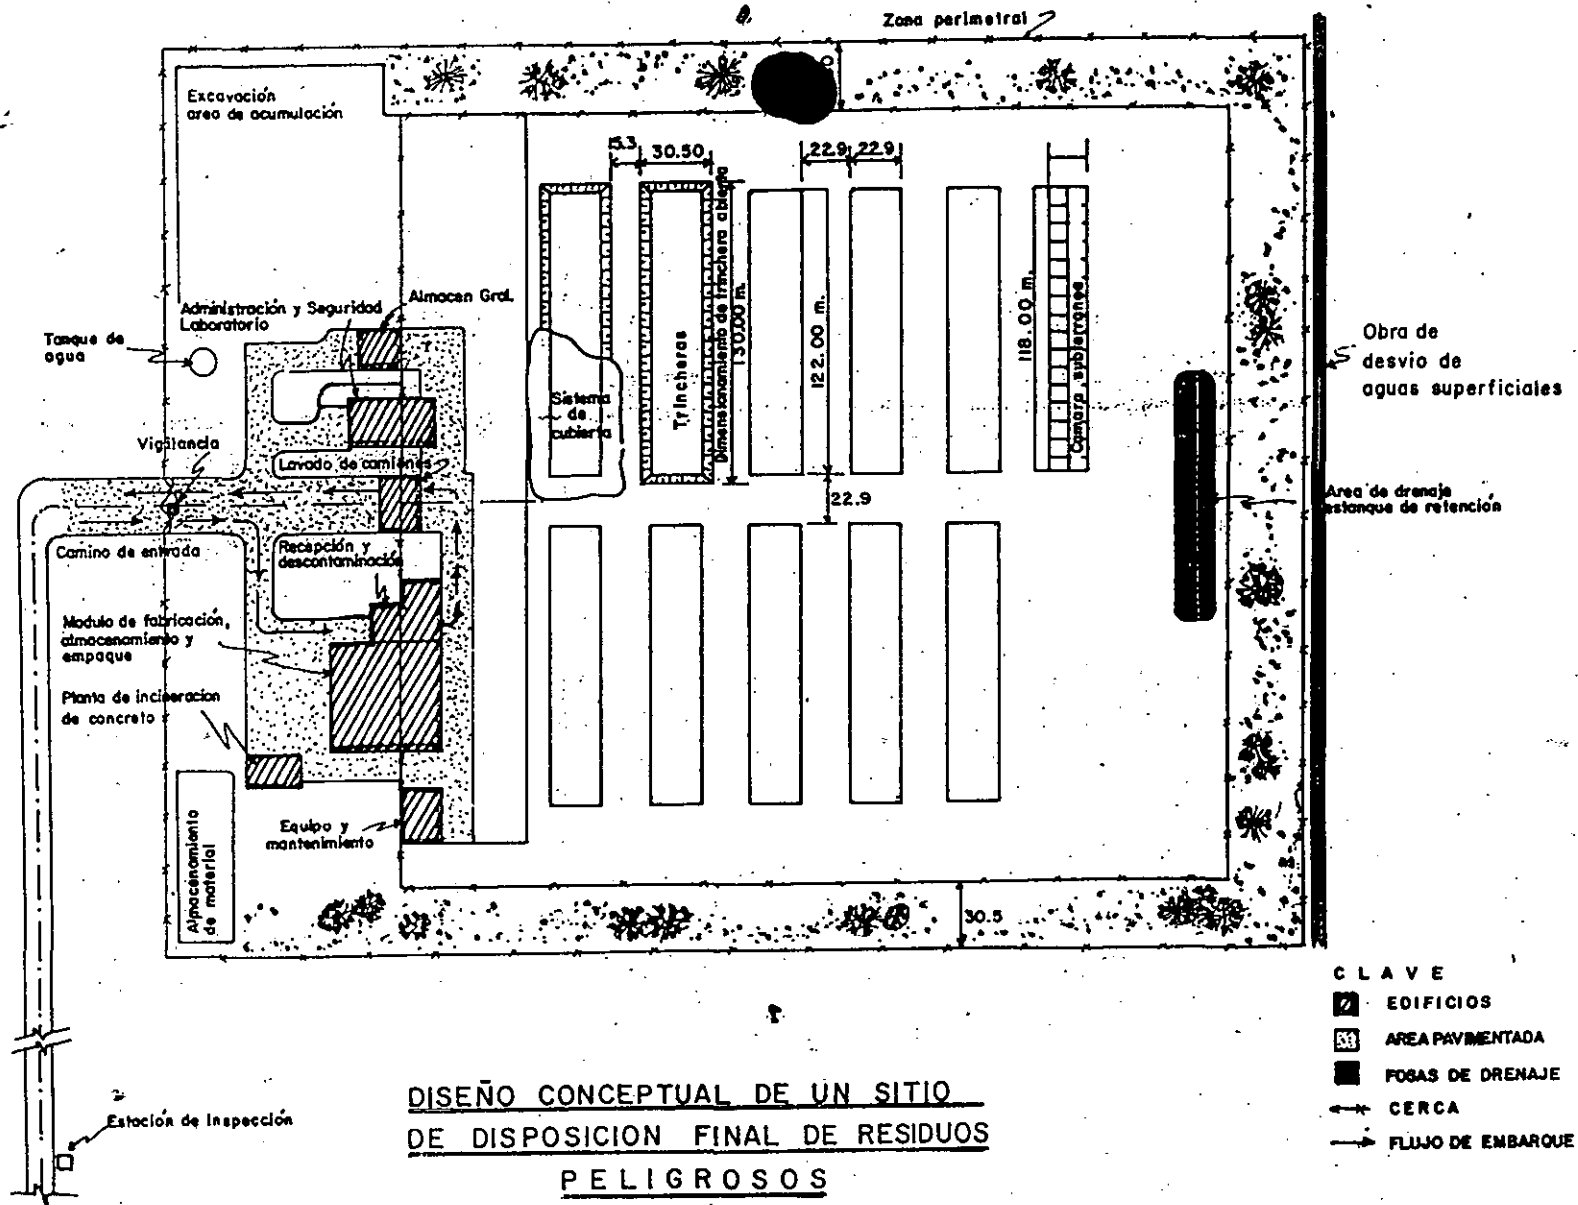 Zona perimetral
Excavación
area de acumulación
15.3
30.50
22.9
22.9
Dimensionamiento de trinchera abierta
130.00 m.
122.00 m.
118.00 m.
Camara subterranea
Trincheras
Sistema
de
cubierta
22.9
Administración y Seguridad
Laboratorio
Almacen Gral.
Tanque de
agua
Vigilancia
Lavado de camiones
Camino de entrada
Recepción y
descontaminación
Modulo de fabricación,
almacenamiento y
empaque
Planta de incineracion
de concreto
Equipo y
mantenimiento
Almacenamiento
de material
30.5
Obra de
desvio de
aguas superficiales
Area de drenaje
estanque de retención
Estación de Inspección
CLAVE
EDIFICIOS
AREA PAVIMENTADA
FOSAS DE DRENAJE
CERCA
FLUJO DE EMBARQUE
DISEÑO CONCEPTUAL DE UN SITIO
DE DISPOSICION FINAL DE RESIDUOS
PELIGROSOS